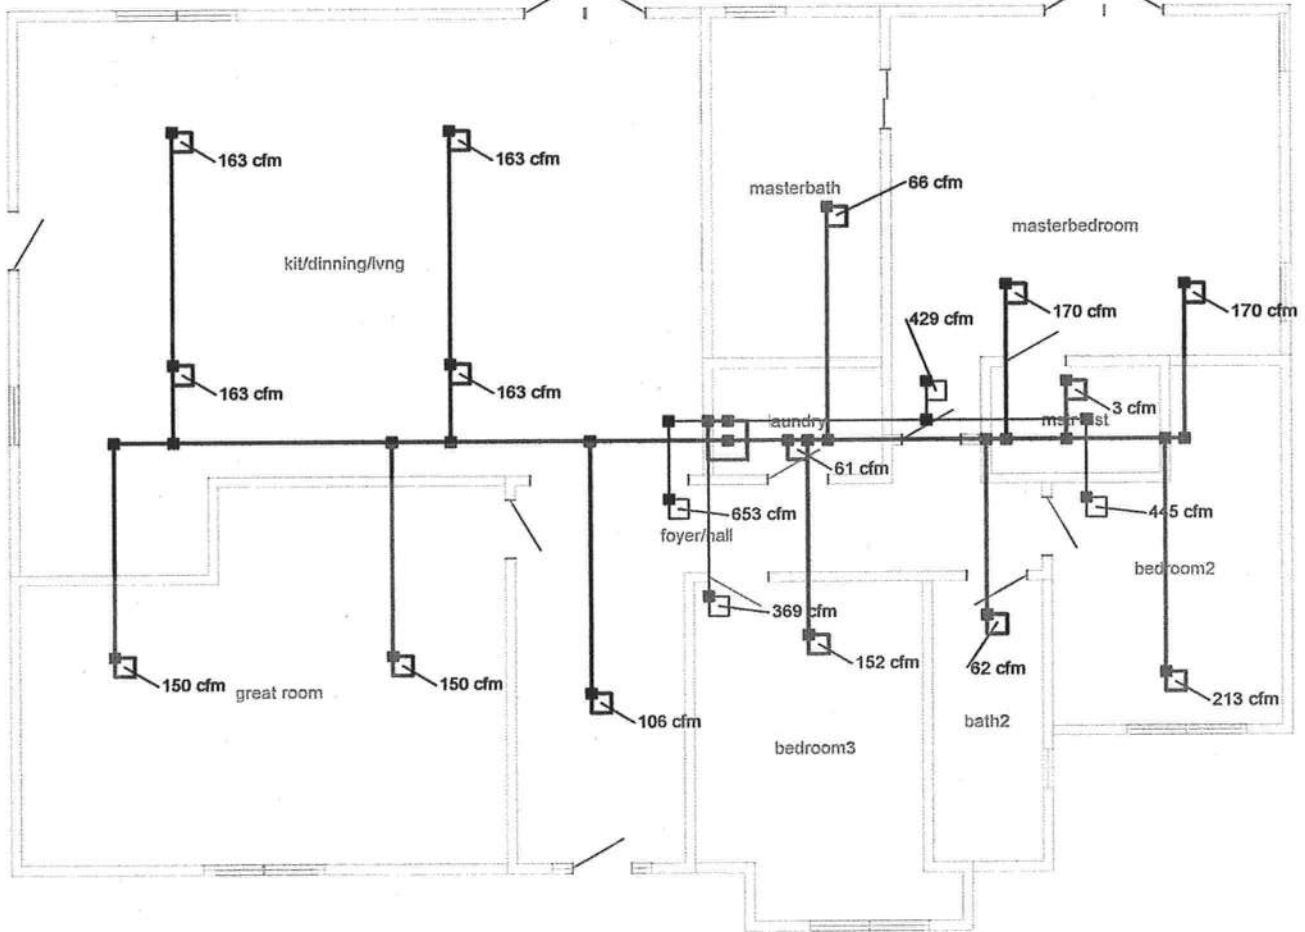 163 cfm
163 cfm
masterbath
66 cfm
masterbedroom
kit/dinning/lvng
429 cfm
170 cfm
170 cfm
163 cfm
163 cfm
3 cfm
laundry
61 cfm
653 cfm
445 cfm
foyer/hall
bedroom2
369 cfm
152 cfm
62 cfm
150 cfm
great room
150 cfm
213 cfm
106 cfm
bath2
bedroom3